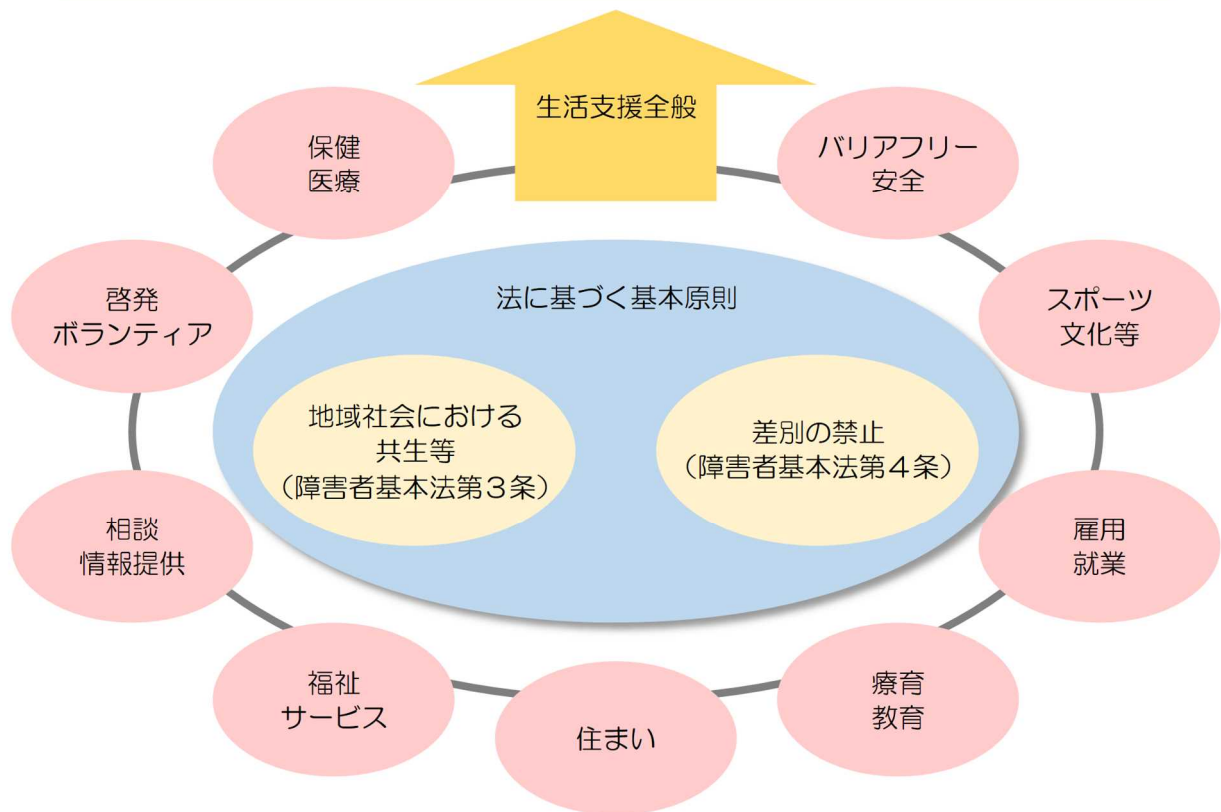 生活支援全般
保健
医療
バリアフリー
安全
啓発
ボランティア
法に基づく基本原則
スポーツ
文化等
地域社会における
共生等
（障害者基本法第３条）
差別の禁止
（障害者基本法第４条）
相談
情報提供
雇用
就業
福祉
サービス
住まい
療育
教育